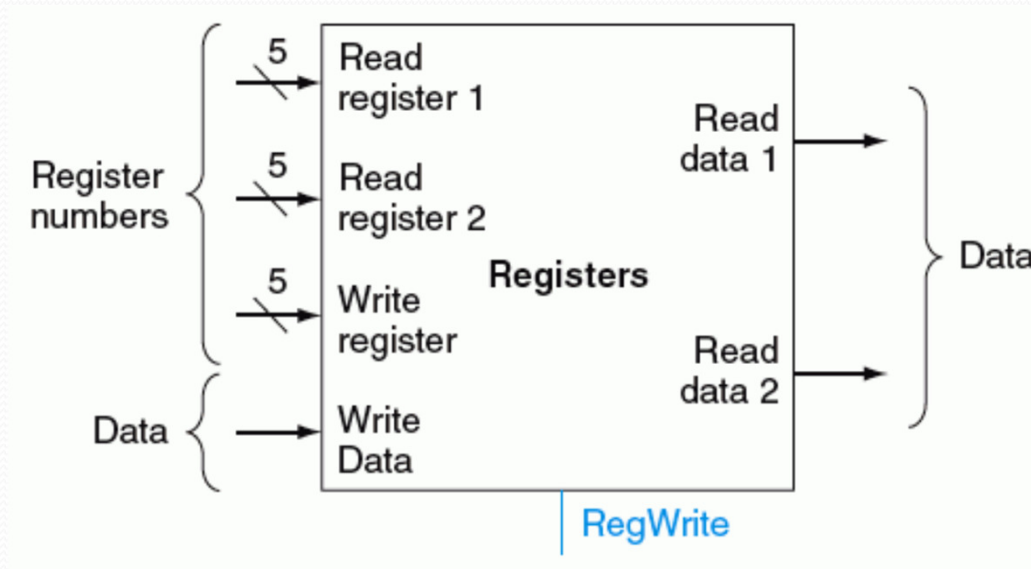 5
Read
register 1
Read
data 1
5
Register
numbers
Read
register 2
Registers
5
Write
register
Read
data 2
Data
Data
Write
Data
RegWrite